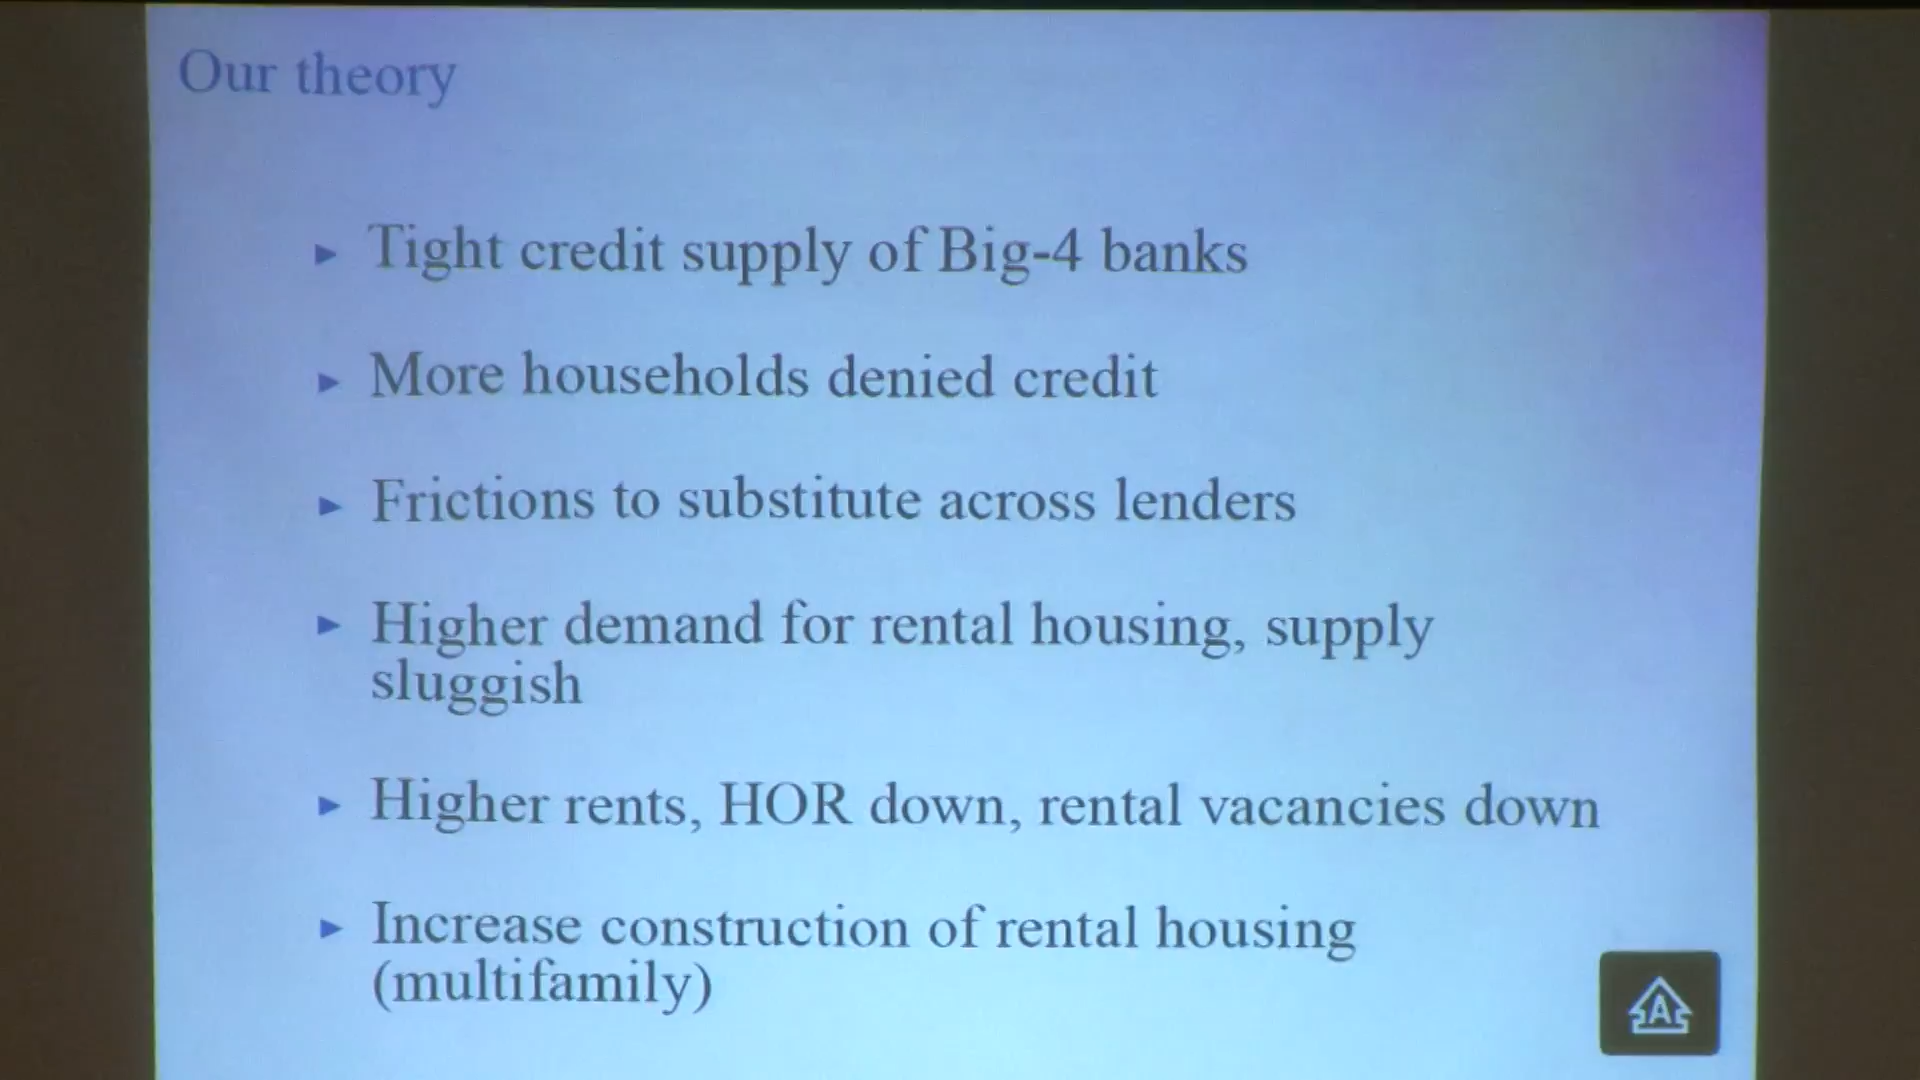 Our theory
► Tight credit supply of Big-4 banks
► More households denied credit
► Frictions to substitute across lenders
► Higher demand for rental housing, supply
sluggish
► Higher rents, HOR down, rental vacancies down
► Increase construction of rental housing
(multifamily)
A